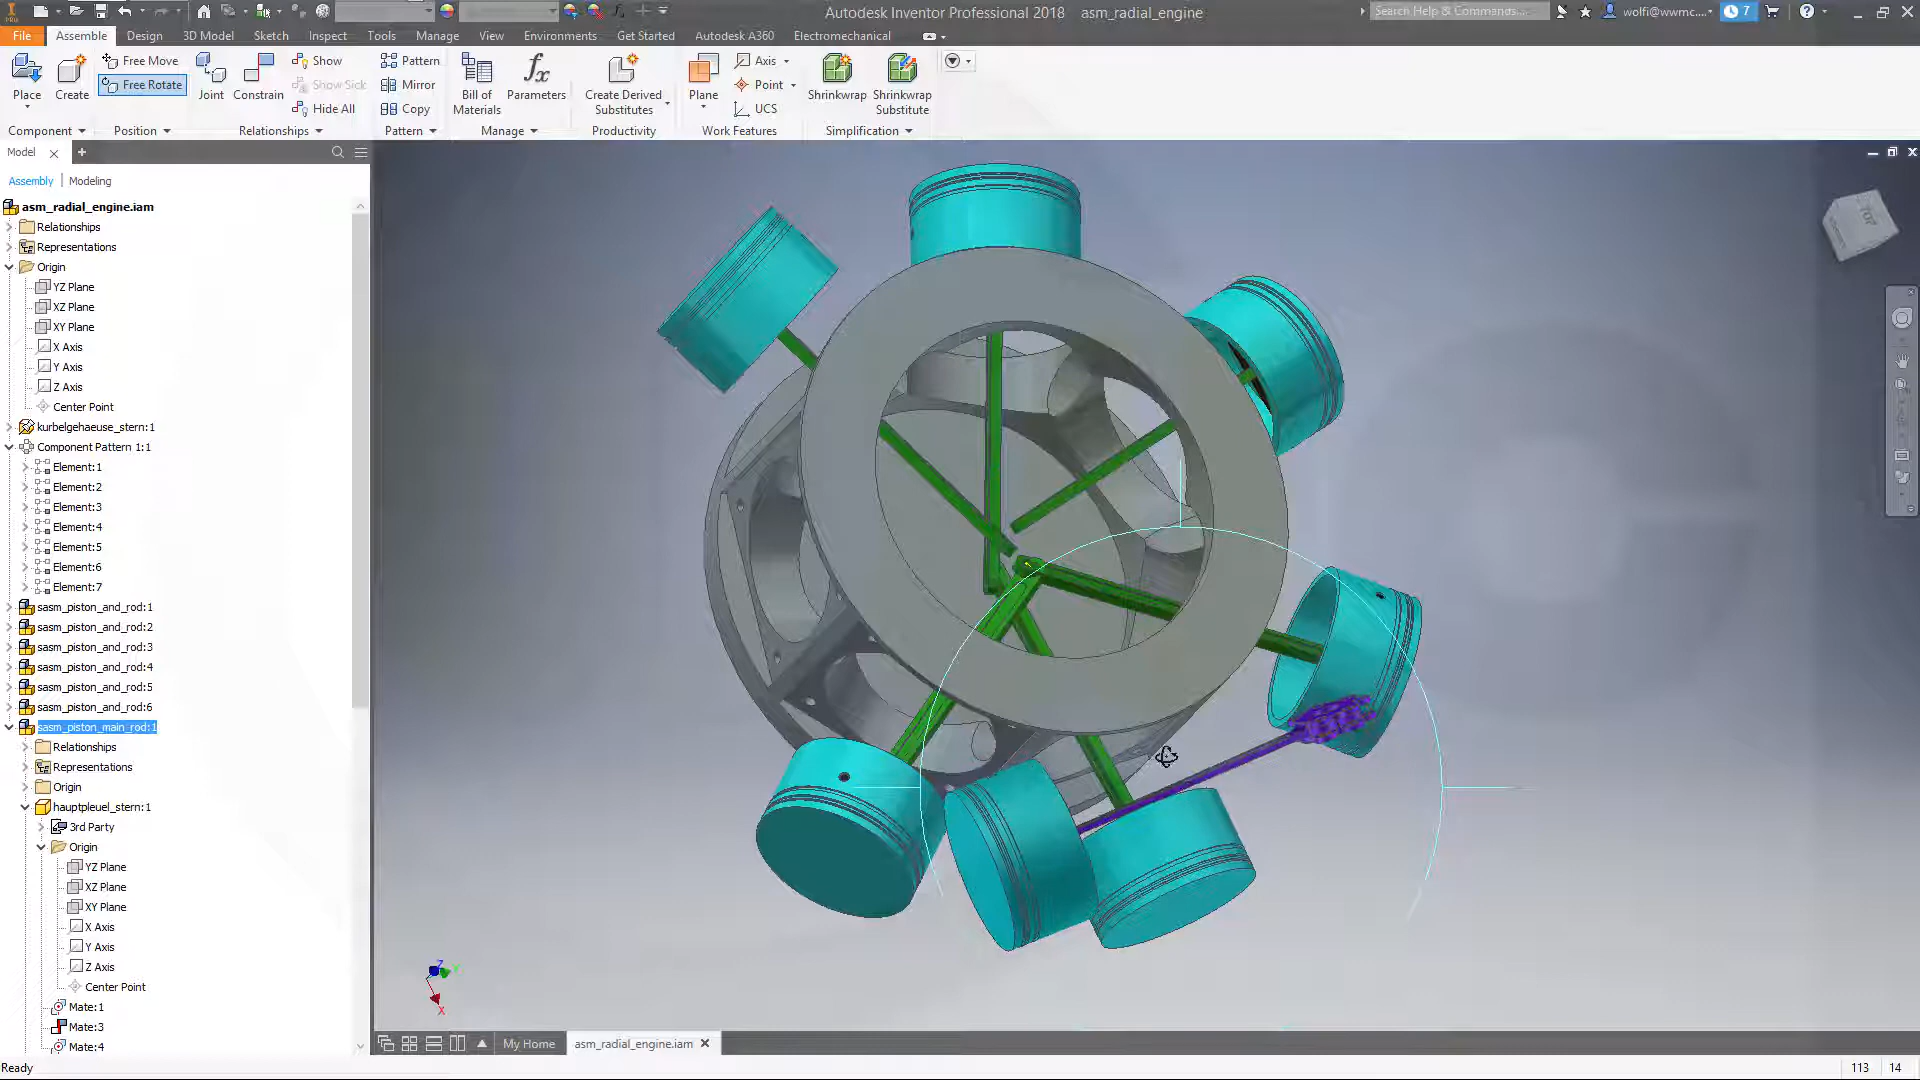 Autodesk Inventor Professional 2018   asm_radial_engine
Search Help & Commands...
wolfi@wwmc....
7
PRO
File
Assemble
Design
3D Model
Sketch
Inspect
Tools
Manage
View
Environments
Get Started
Autodesk A360
Electromechanical
Place
Create
Free Move
Free Rotate
Joint
Constrain
Show
Show Sick
Hide All
Pattern
Mirror
Copy
Bill of Materials
Parameters
Create Derived Substitutes
Plane
Axis
Point
UCS
Shrinkwrap
Shrinkwrap Substitute
Component
Position
Relationships
Pattern
Manage
Productivity
Work Features
Simplification
Model
Assembly
Modeling
asm_radial_engine.iam
Relationships
Representations
Origin
YZ Plane
XZ Plane
XY Plane
X Axis
Y Axis
Z Axis
Center Point
kurbelgehaeuse_stern:1
Component Pattern 1:1
Element:1
Element:2
Element:3
Element:4
Element:5
Element:6
Element:7
sasm_piston_and_rod:1
sasm_piston_and_rod:2
sasm_piston_and_rod:3
sasm_piston_and_rod:4
sasm_piston_and_rod:5
sasm_piston_and_rod:6
sasm_piston_main_rod:1
Relationships
Representations
Origin
hauptpleuel_stern:1
3rd Party
Origin
YZ Plane
XZ Plane
XY Plane
X Axis
Y Axis
Z Axis
Center Point
Mate:1
Mate:3
Mate:4
Z
Y
X
My Home
asm_radial_engine.iam
Ready
113
14